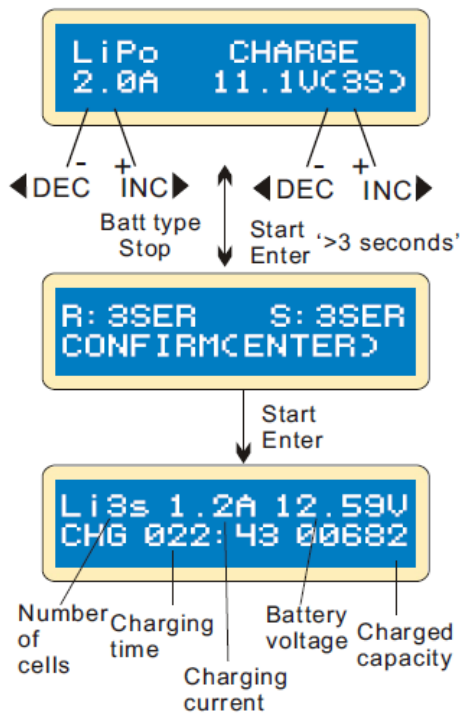 LiPo CHARGE
2.0A 11.1V(3S)
- + - +
◀DEC INC▶ ◀DEC INC▶
Batt type
Stop
Start
Enter '>3 seconds'
R:3SER S:3SER
CONFIRM(ENTER)
Start
Enter
Li3s 1.2A 12.59V
CHG 022:43 00682
Number
of
cells
Charging
time
Charging
current
Battery
voltage
Charged
capacity